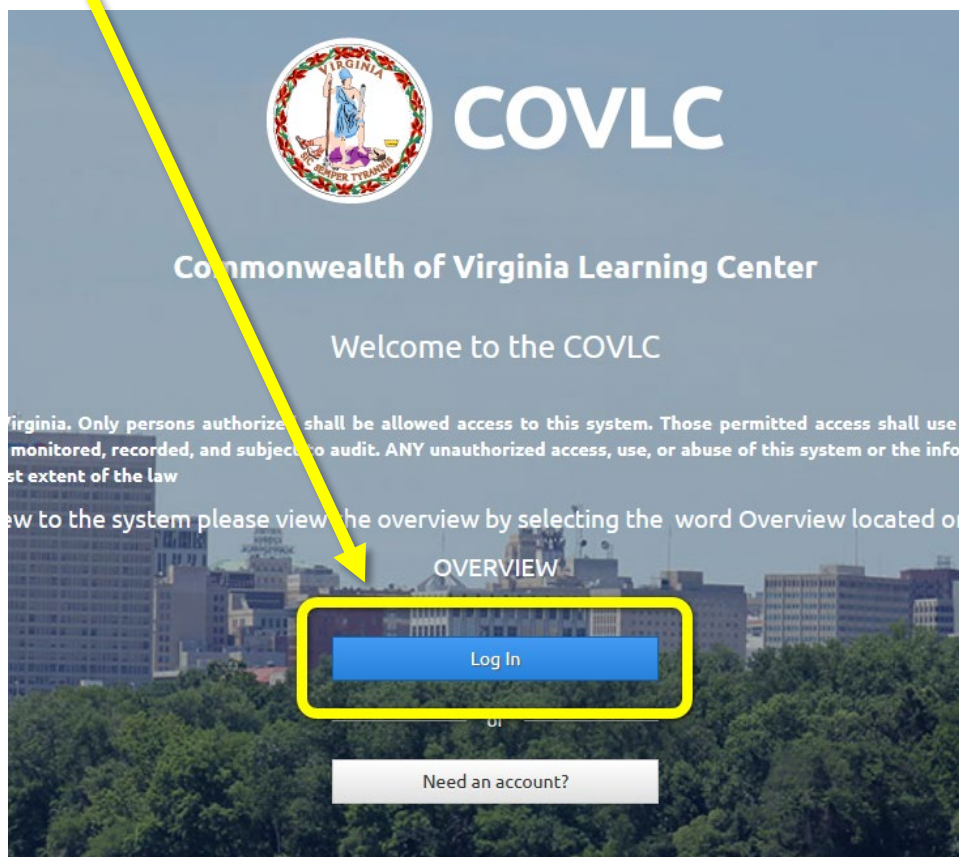 VIRGINIA
SIC SEMPER TYRANNIS
COVLC
Commonwealth of Virginia Learning Center
Welcome to the COVLC
Virginia. Only persons authorized shall be allowed access to this system. Those permitted access shall use
monitored, recorded, and subject to audit. ANY unauthorized access, use, or abuse of this system or the info
st extent of the law
ew to the system please view the overview by selecting the word Overview located o
OVERVIEW
Log In
or
Need an account?